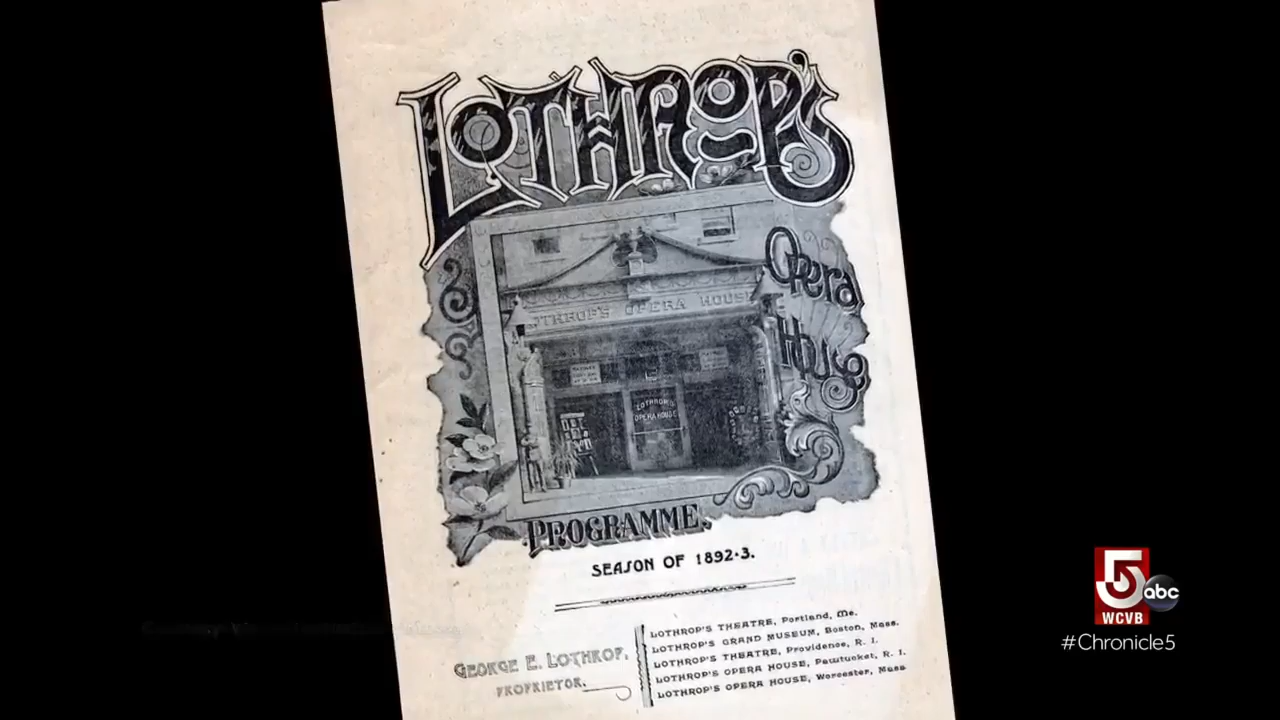 LOTHROP'S
Opera
House
LOTHROP'S OPERA HOUSE
LOTHROP'S
OPERA HOUSE
PROGRAMME.
SEASON OF 1892-3.
GEORGE E. LOTHROP,
PROPRIETOR.
LOTHROP'S THEATRE, Portland, Me.
LOTHROP'S GRAND MUSEUM, Boston, Mass.
LOTHROP'S THEATRE, Providence, R. I.
LOTHROP'S OPERA HOUSE, Pawtucket, R. I.
LOTHROP'S OPERA HOUSE, Worcester, Mass
5
abc
WCVB
#Chronicle5